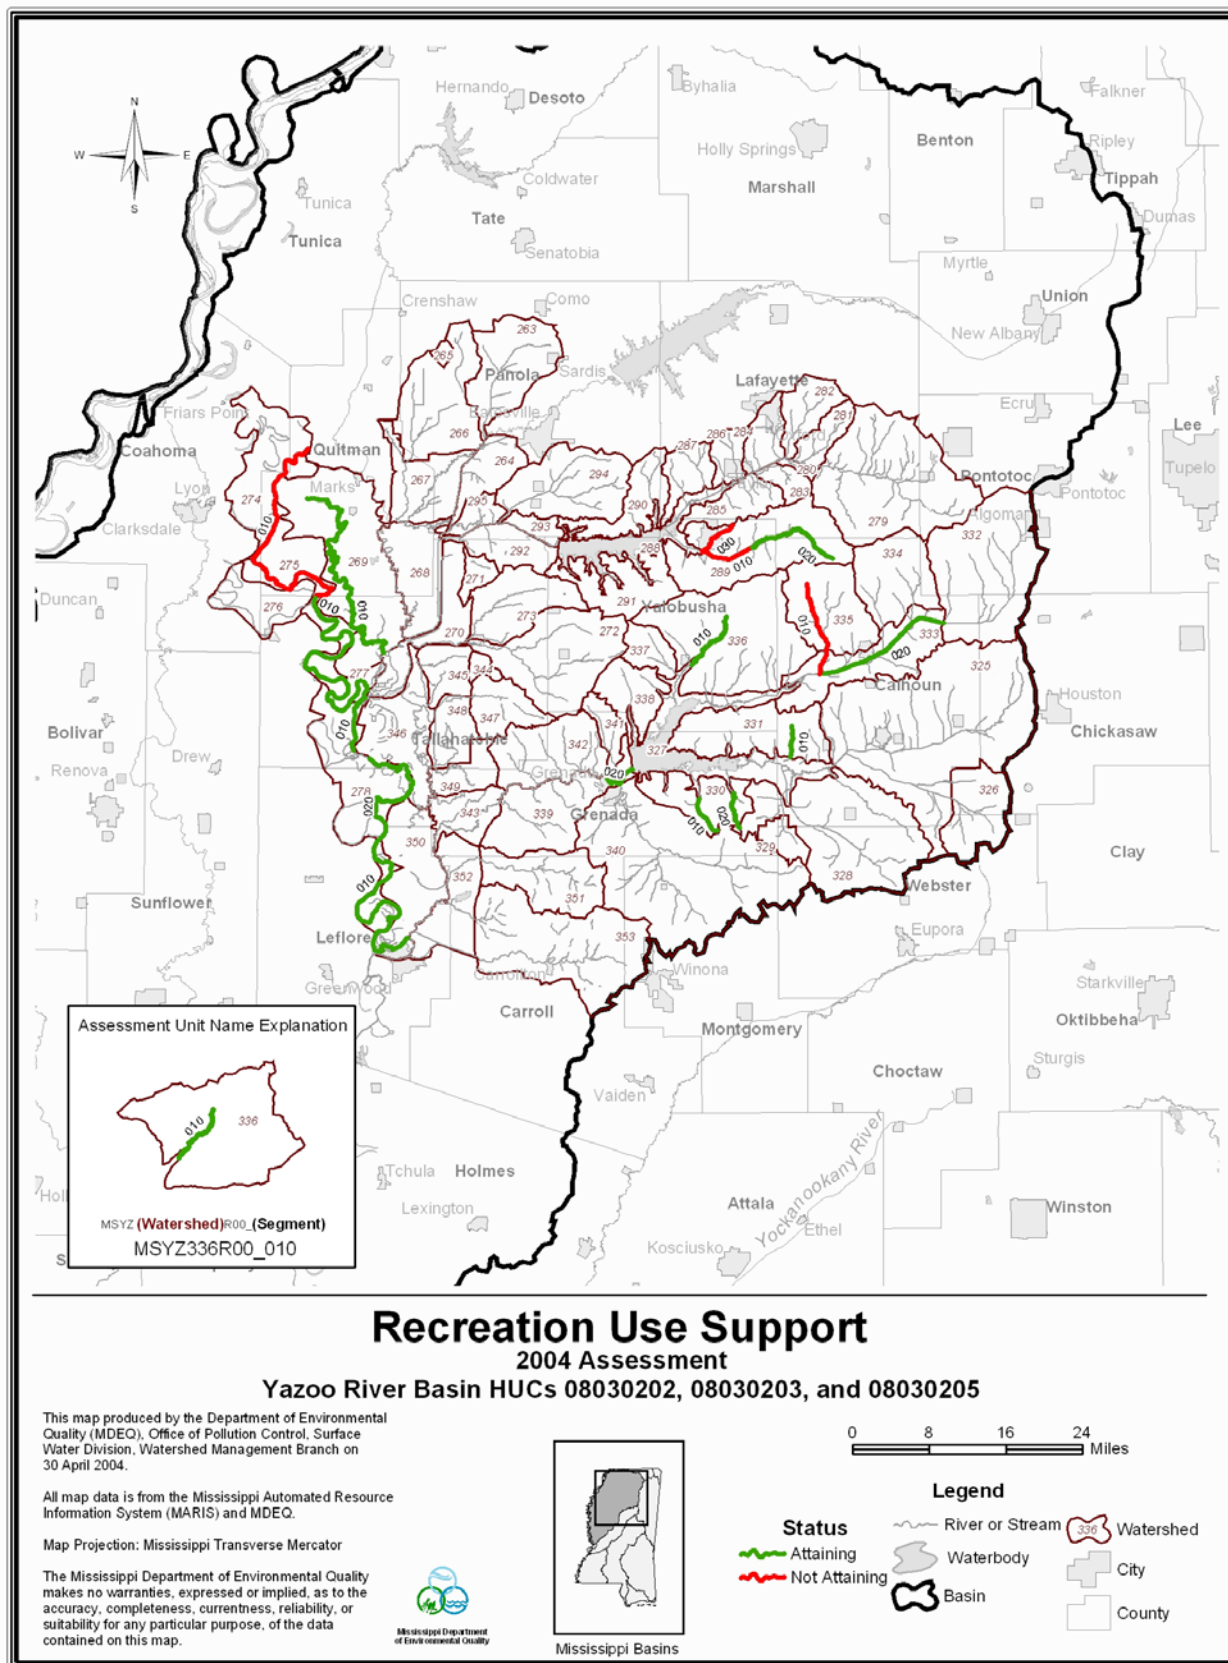 N
W
E
S
Hernando
Desoto
Byhalia
Falkner
Benton
Ripley
Holly Springs
Marshall
Tippah
Coldwater
Tunica
Tate
Dumas
Tunica
Senatobia
Myrtle
Crenshaw
Como
Union
New Albany
263
265
Panola
Sardis
Lafayette
282
Friars Point
281
Ecru
266
287
286
284
Lee
Coahoma
Quitman
264
294
280
Pontotoc
Tupelo
Lyon
274
Marks
267
295
290
283
Pontotoc
Clarksdale
010
293
285
279
Algoma
332
275
269
268
292
288
030
010
289
020
334
271
291
Duncan
276
010
010
Yalobusha
273
335
270
272
010
336
010
333
337
020
325
277
345
344
Calhoun
338
Houston
348
347
341
331
Bolivar
010
346
Tallahatchie
342
327
010
Chickasaw
Drew
Renova
Grenada
020
278
349
330
326
020
343
339
Grenada
010
020
350
340
329
Clay
352
328
010
351
Webster
Sunflower
Leflore
353
Eupora
Winona
Greenwood
Carrollton
Starkville
Carroll
Montgomery
Oktibbeha
Assessment Unit Name Explanation
Sturgis
Choctaw
Vaiden
010
336
Yockanookany River
Tchula
Holmes
Attala
Winston
Lexington
Ethel
MSYZ (Watershed)R00_(Segment)
MSYZ336R00_010
Kosciusko
Recreation Use Support
2004 Assessment
Yazoo River Basin HUCs 08030202, 08030203, and 08030205
This map produced by the Department of Environmental
Quality (MDEQ), Office of Pollution Control, Surface
Water Division, Watershed Management Branch on
30 April 2004.
All map data is from the Mississippi Automated Resource
Information System (MARIS) and MDEQ.
Map Projection: Mississippi Transverse Mercator
The Mississippi Department of Environmental Quality
makes no warranties, expressed or implied, as to the
accuracy, completeness, currentness, reliability, or
suitability for any particular purpose, of the data
contained on this map.
Mississippi Department
of Environmental Quality
Mississippi Basins
0 8 16 24
Miles
Legend
Status
Attaining
Not Attaining
River or Stream
Waterbody
Basin
336
Watershed
City
County